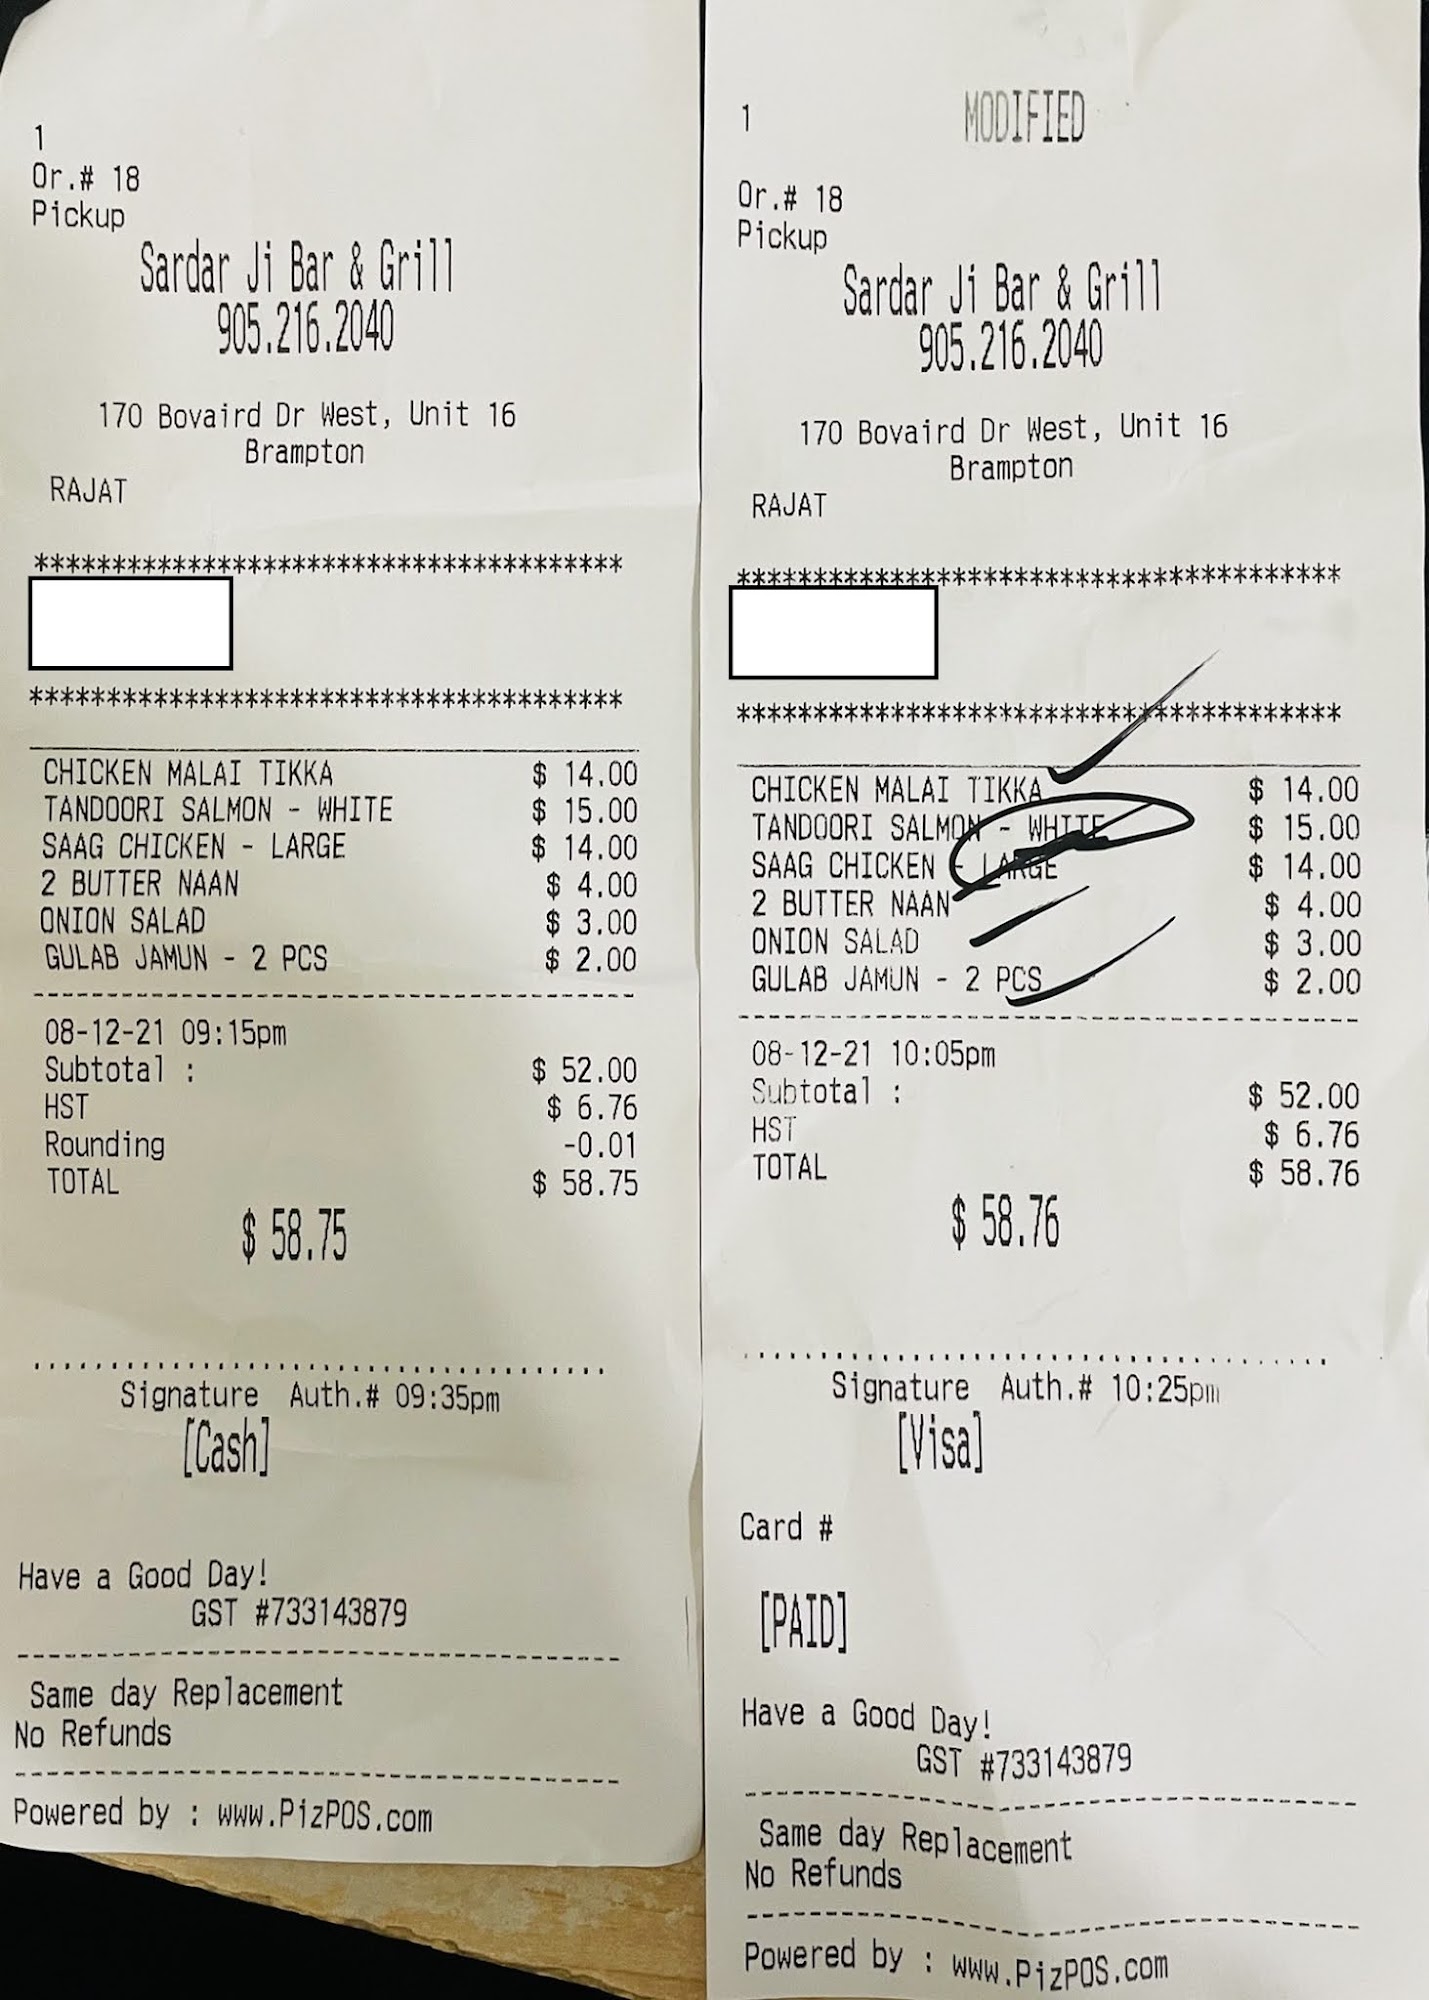 1
Or.# 18
Pickup
Sardar Ji Bar & Grill
905.216.2040
170 Bovaird Dr West, Unit 16
Brampton
RAJAT
***************************************
***************************************
CHICKEN MALAI TIKKA $ 14.00
TANDOORI SALMON - WHITE $ 15.00
SAAG CHICKEN - LARGE $ 14.00
2 BUTTER NAAN $ 4.00
ONION SALAD $ 3.00
GULAB JAMUN - 2 PCS $ 2.00
08-12-21 09:15pm
Subtotal : $ 52.00
HST $ 6.76
Rounding -0.01
TOTAL $ 58.75
$ 58.75
Signature Auth.# 09:35pm
[Cash]
Have a Good Day!
GST #733143879
Same day Replacement
No Refunds
Powered by : www.PizPOS.com
1 MODIFIED
Or.# 18
Pickup
Sardar Ji Bar & Grill
905.216.2040
170 Bovaird Dr West, Unit 16
Brampton
RAJAT
***************************************
***************************************
CHICKEN MALAI TIKKA $ 14.00
TANDOORI SALMON - WHITE $ 15.00
SAAG CHICKEN - LARGE $ 14.00
2 BUTTER NAAN $ 4.00
ONION SALAD $ 3.00
GULAB JAMUN - 2 PCS $ 2.00
08-12-21 10:05pm
Subtotal : $ 52.00
HST $ 6.76
TOTAL $ 58.76
$ 58.76
Signature Auth.# 10:25pm
[Visa]
Card #
[PAID]
Have a Good Day!
GST #733143879
Same day Replacement
No Refunds
Powered by : www.PizPOS.com